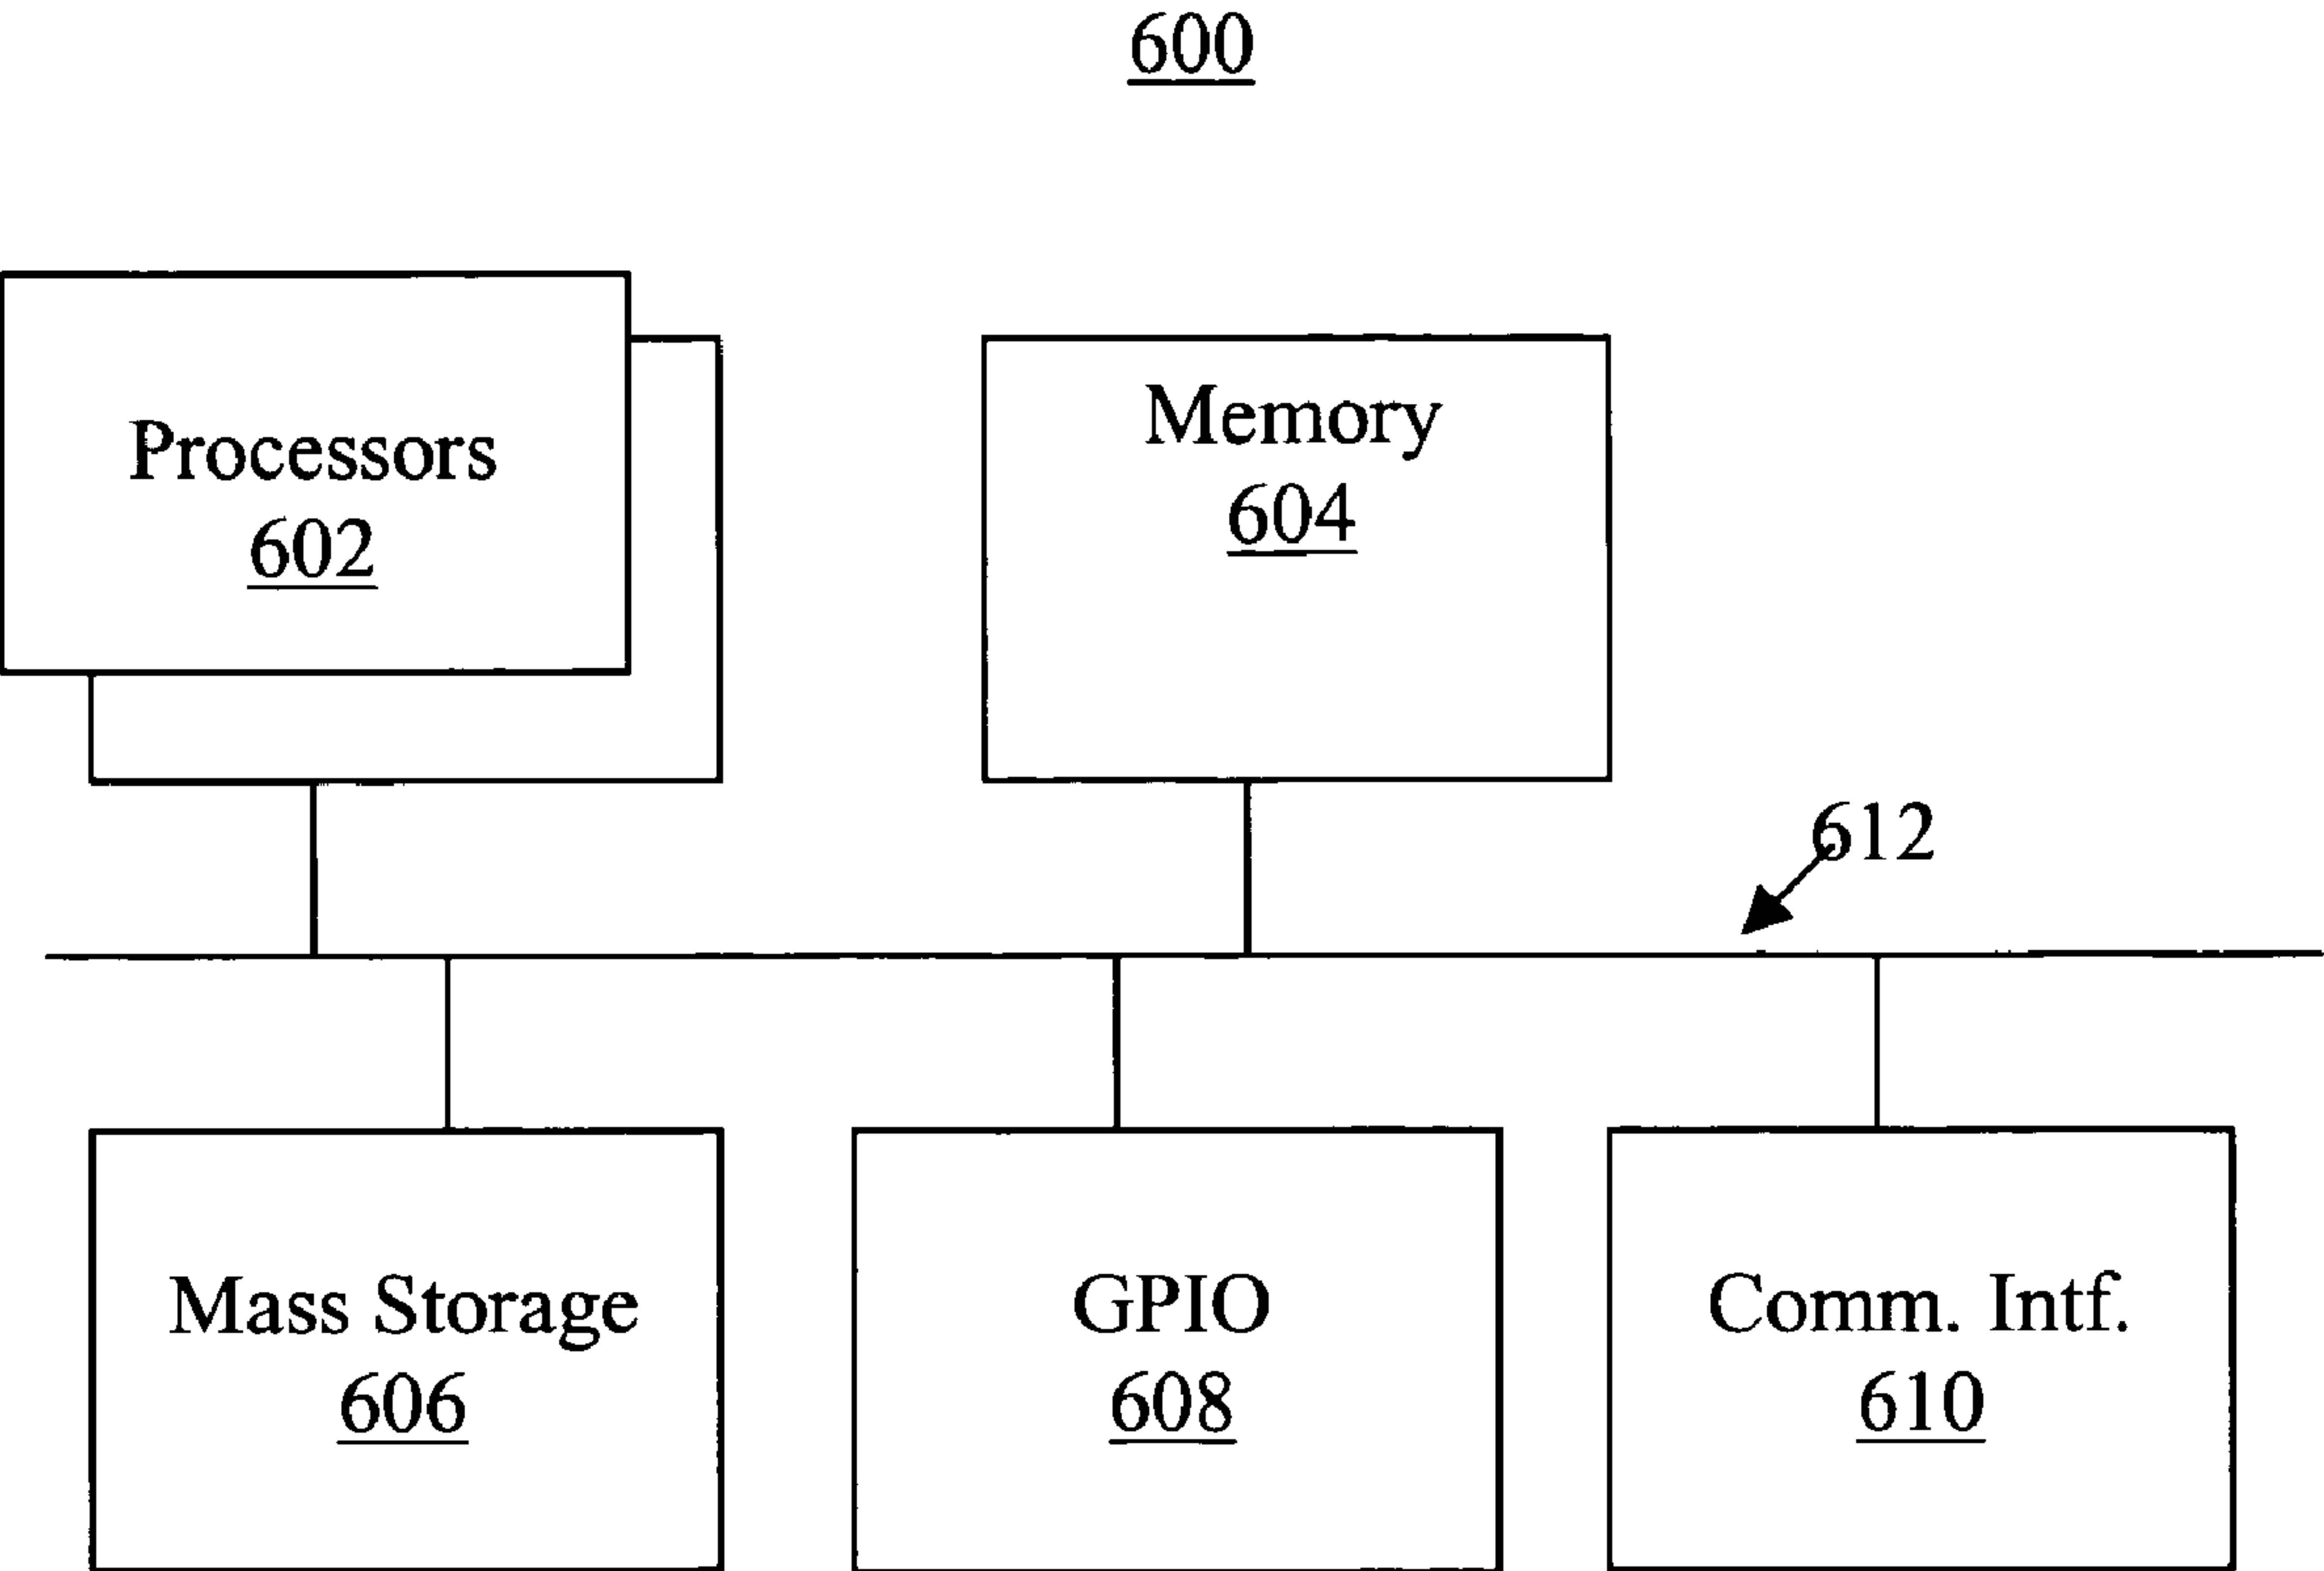 600
Processors
602
Memory
604
612
Mass Storage
606
GPIO
608
Comm. Intf.
610